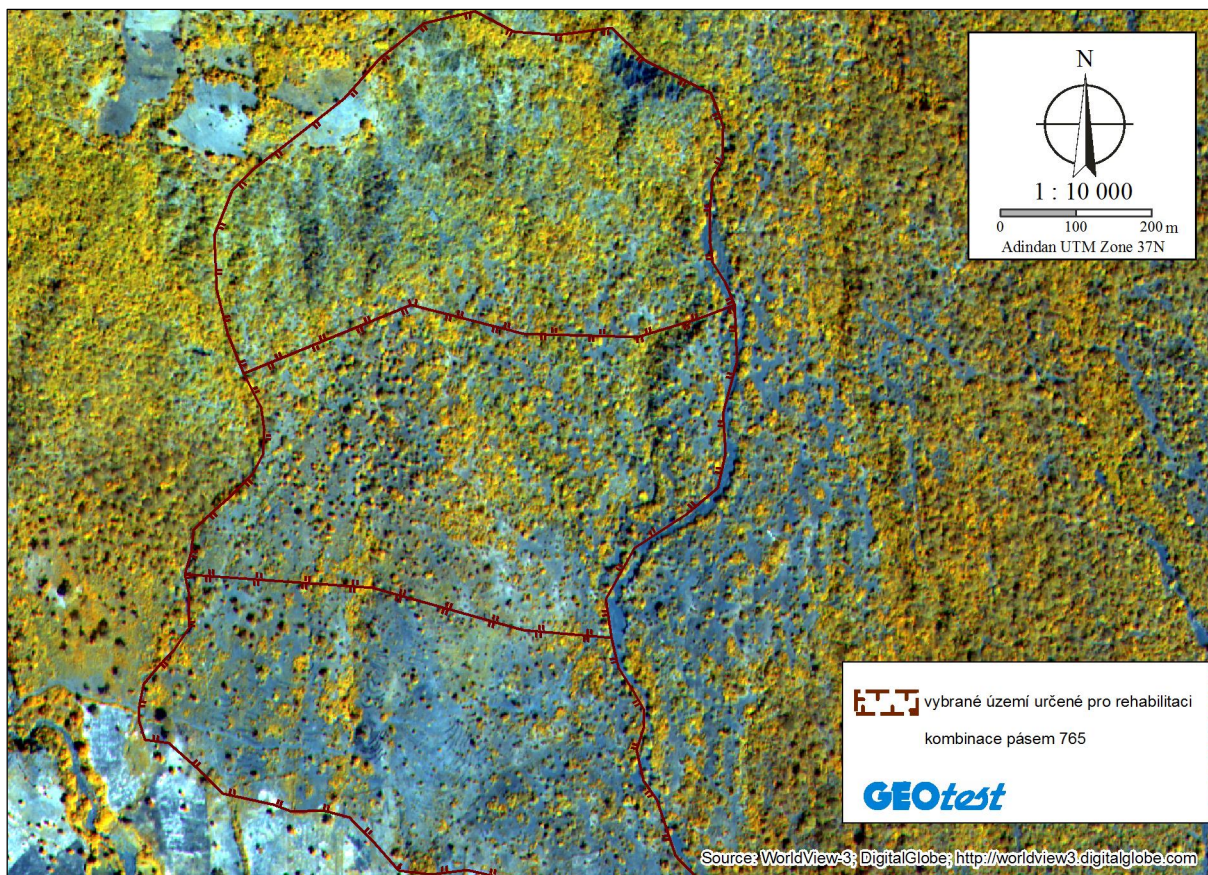 N
1 : 10 000
0 100 200 m
Adindan UTM Zone 37N
vybrané území určené pro rehabilitaci
kombinace pásem 765
GEOtest
Source: WorldView-3; DigitalGlobe; http://worldview3.digitalglobe.com